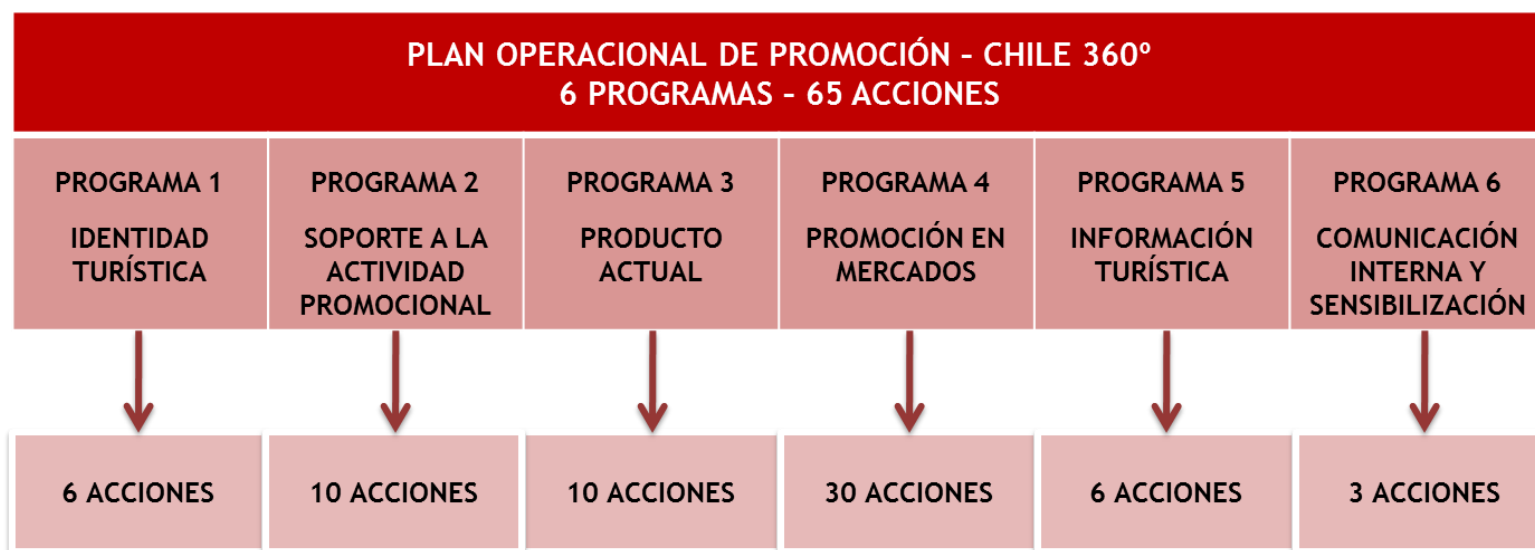 PLAN OPERACIONAL DE PROMOCIÓN – CHILE 360º
6 PROGRAMAS – 65 ACCIONES
PROGRAMA 1
IDENTIDAD
TURÍSTICA
PROGRAMA 2
SOPORTE A LA
ACTIVIDAD
PROMOCIONAL
PROGRAMA 3
PRODUCTO
ACTUAL
PROGRAMA 4
PROMOCIÓN EN
MERCADOS
PROGRAMA 5
INFORMACIÓN
TURÍSTICA
PROGRAMA 6
COMUNICACIÓN
INTERNA Y
SENSIBILIZACIÓN
6 ACCIONES
10 ACCIONES
10 ACCIONES
30 ACCIONES
6 ACCIONES
3 ACCIONES